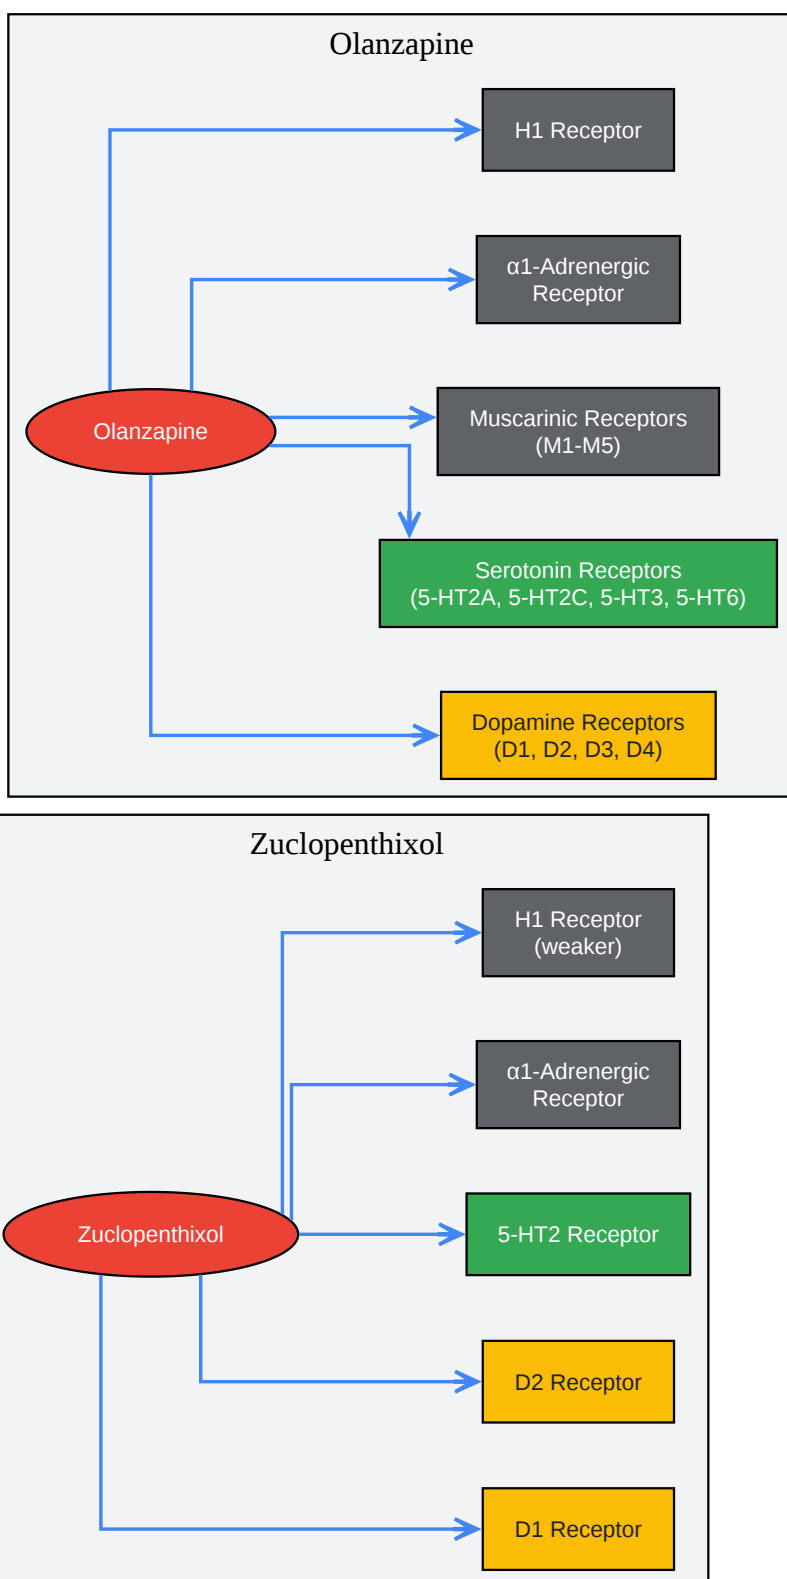 Olanzapine
H1 Receptor
α1-Adrenergic
Receptor
Olanzapine
Muscarinic Receptors
(M1-M5)
Serotonin Receptors
(5-HT2A, 5-HT2C, 5-HT3, 5-HT6)
Dopamine Receptors
(D1, D2, D3, D4)
Zuclopenthixol
H1 Receptor
(weaker)
α1-Adrenergic
Receptor
Zuclopenthixol
5-HT2 Receptor
D2 Receptor
D1 Receptor